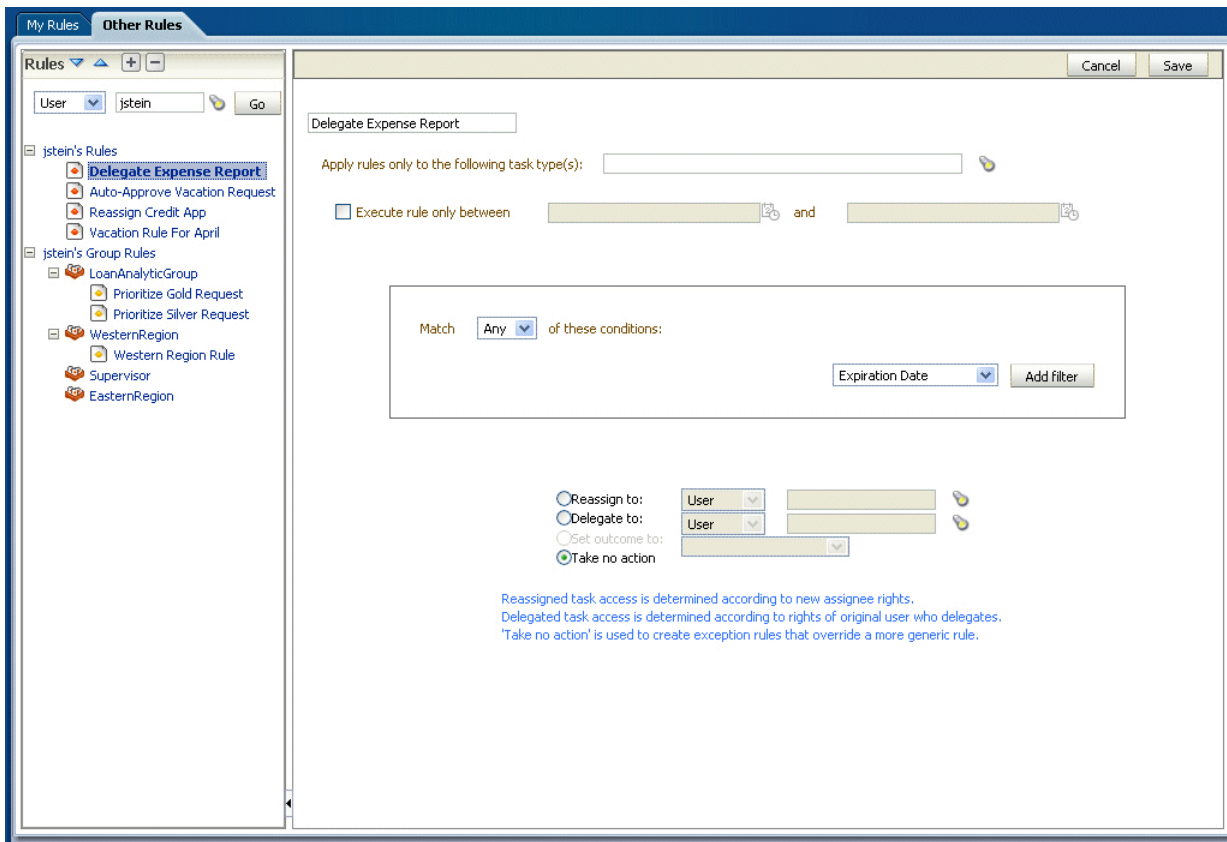 My Rules
Other Rules
Rules
User
jstein
Go
jstein's Rules
Delegate Expense Report
Auto-Approve Vacation Request
Reassign Credit App
Vacation Rule For April
jstein's Group Rules
LoanAnalyticGroup
Prioritize Gold Request
Prioritize Silver Request
WesternRegion
Western Region Rule
Supervisor
EasternRegion
Cancel
Save
Delegate Expense Report
Apply rules only to the following task type(s):
Execute rule only between
and
Match Any of these conditions:
Expiration Date
Add filter
Reassign to: User
Delegate to: User
Set outcome to:
Take no action
Reassigned task access is determined according to new assignee rights.
Delegated task access is determined according to rights of original user who delegates.
'Take no action' is used to create exception rules that override a more generic rule.